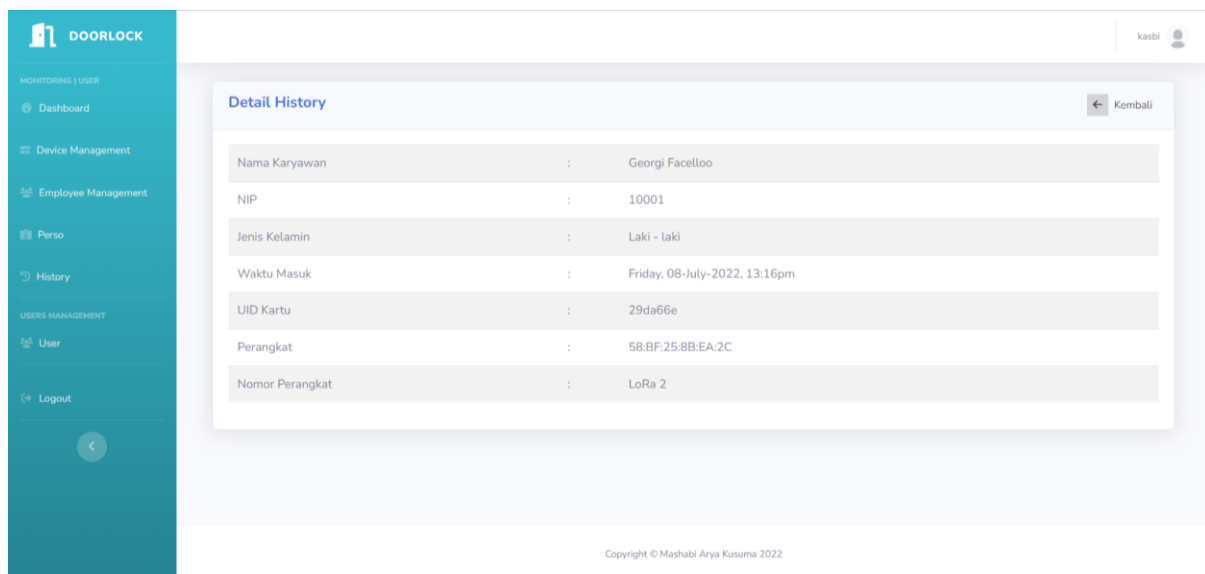 DOORLOCK
kasbi
MONITORING | USER
Dashboard
Device Management
Employee Management
Perso
History
USERS MANAGEMENT
User
Logout
Detail History
Kembali
Nama Karyawan : Georgi Facelloo
NIP : 10001
Jenis Kelamin : Laki - laki
Waktu Masuk : Friday, 08-July-2022, 13:16pm
UID Kartu : 29da66e
Perangkat : 58:BF:25:8B:EA:2C
Nomor Perangkat : LoRa 2
Copyright © Mashabi Arya Kusuma 2022